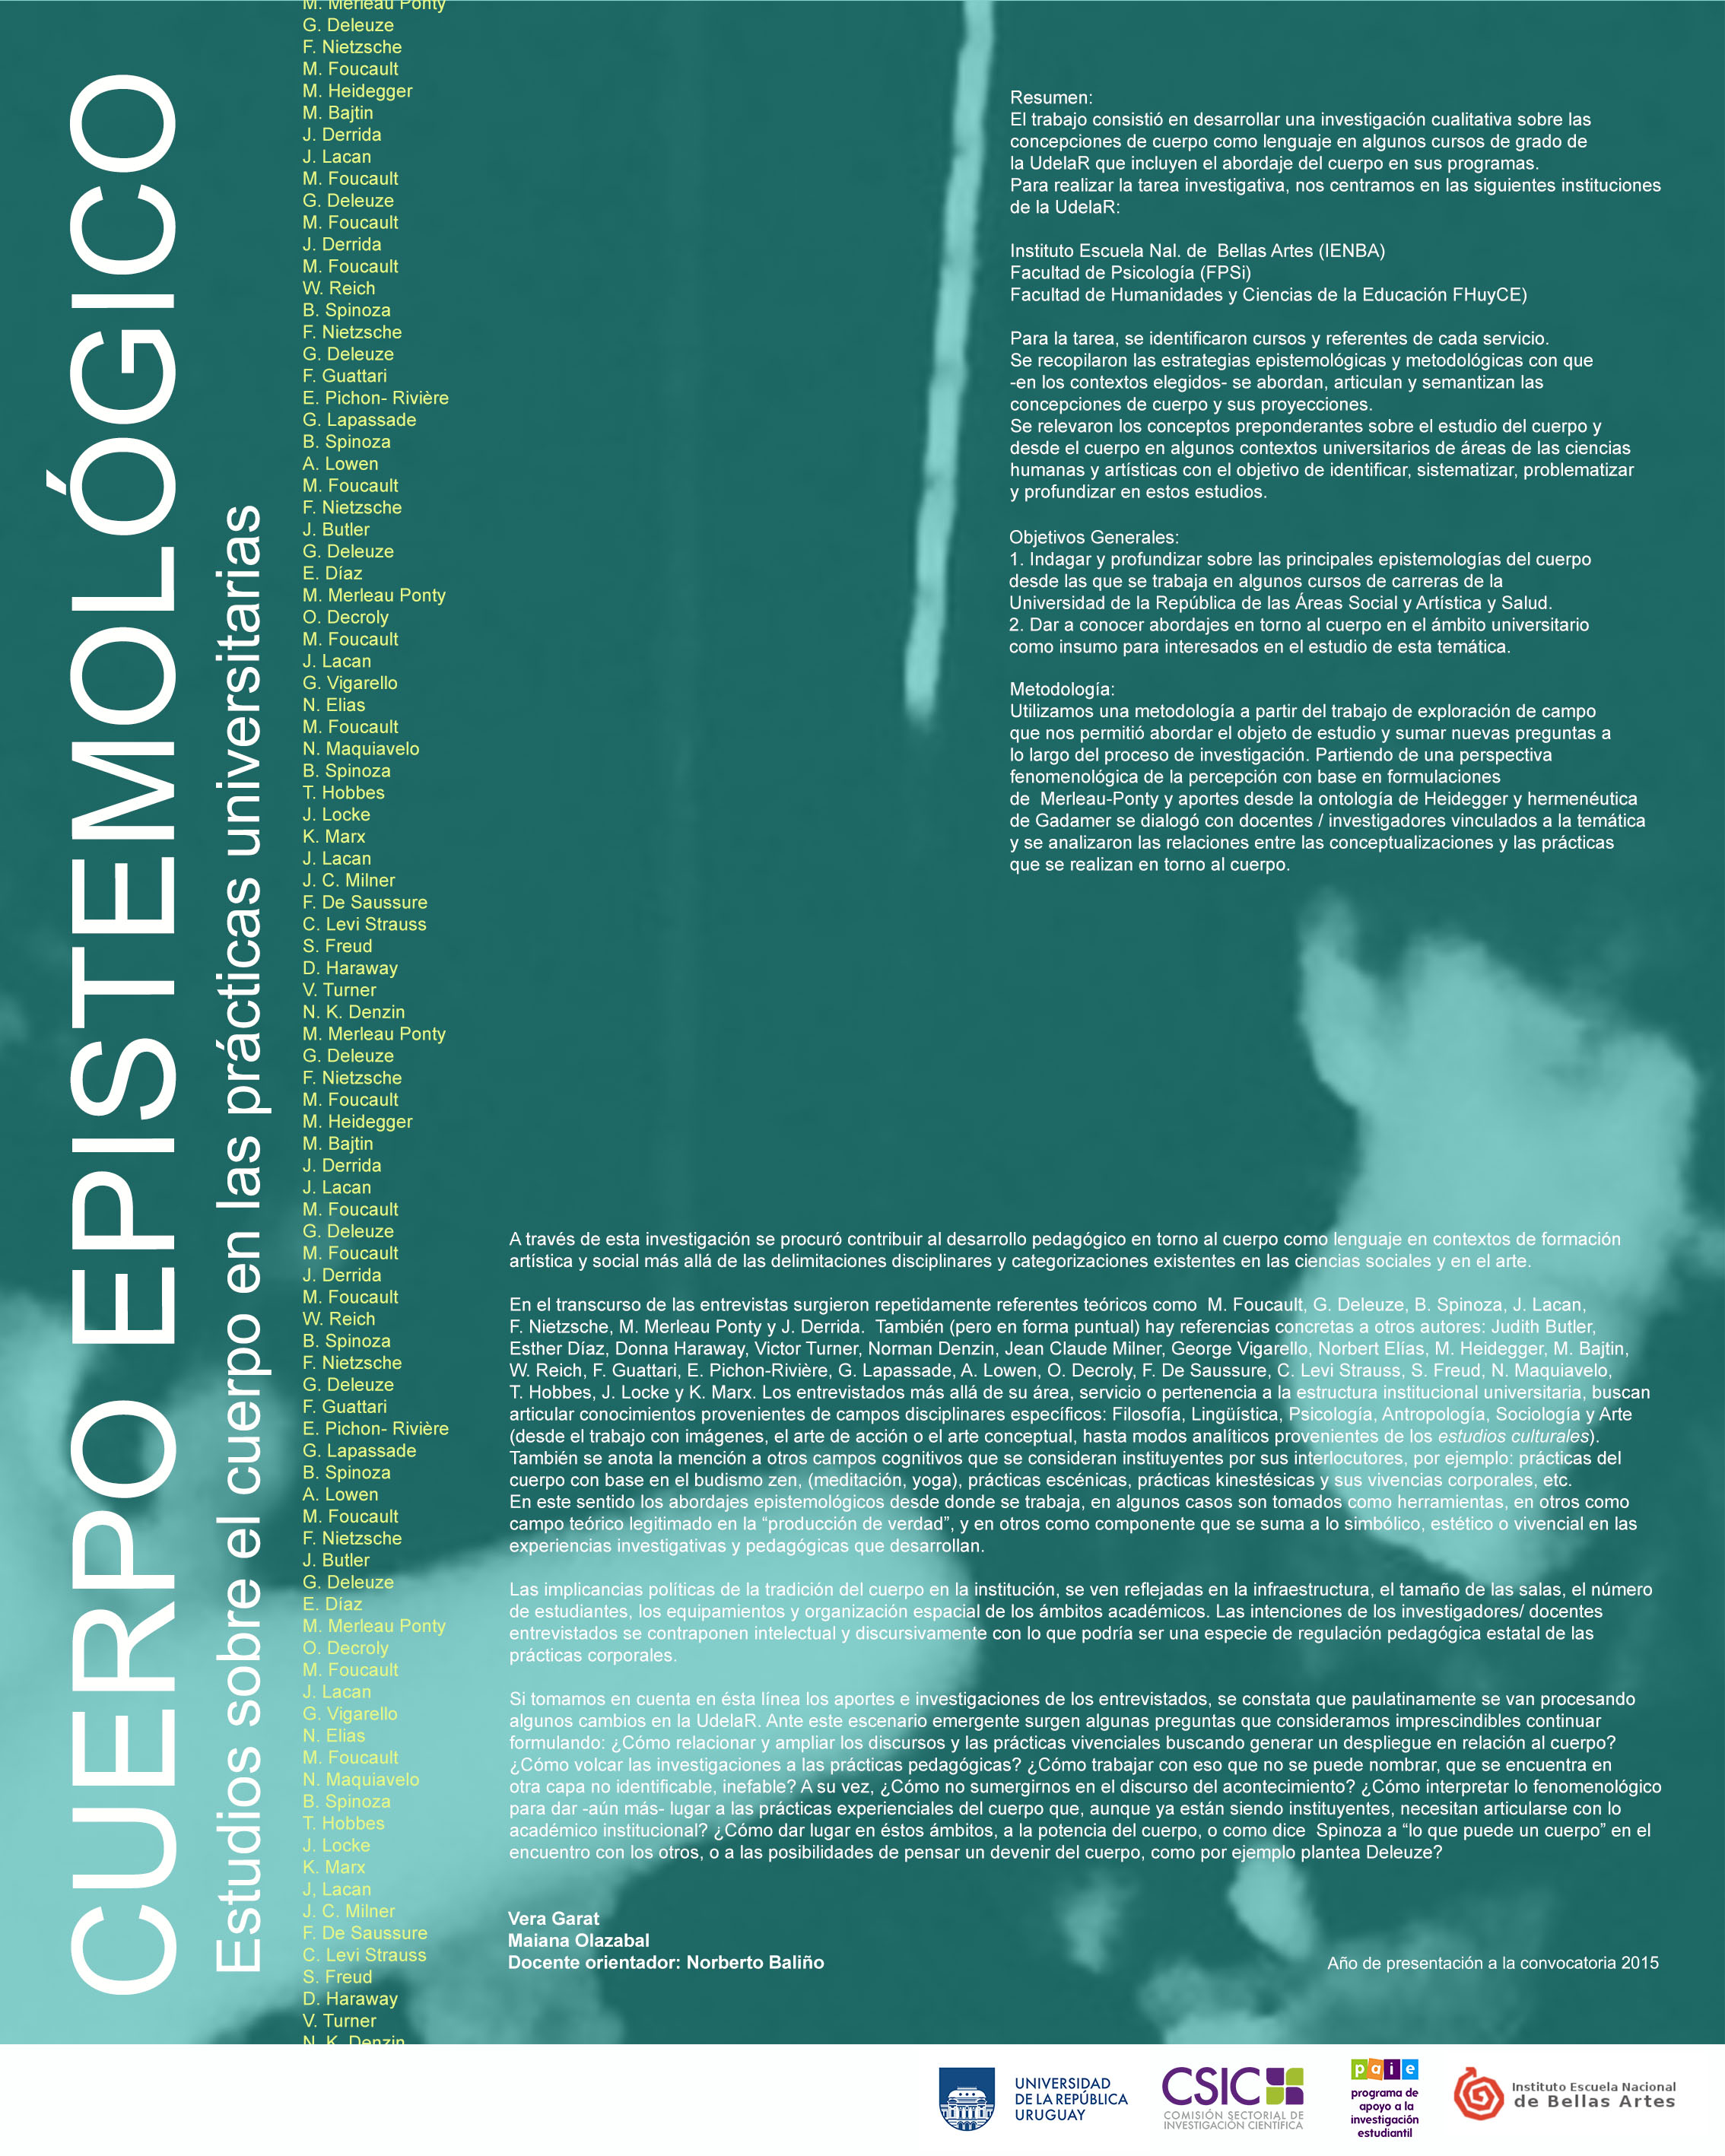 CUERPO EPISTEMOLÓGICO
Estudios sobre el cuerpo en las prácticas universitarias
M. Merleau Ponty
G. Deleuze
F. Nietzsche
M. Foucault
M. Heidegger
M. Bajtin
J. Derrida
J. Lacan
M. Foucault
G. Deleuze
M. Foucault
J. Derrida
M. Foucault
W. Reich
B. Spinoza
F. Nietzsche
G. Deleuze
F. Guattari
E. Pichon- Rivière
G. Lapassade
B. Spinoza
A. Lowen
M. Foucault
F. Nietzsche
J. Butler
G. Deleuze
E. Díaz
M. Merleau Ponty
O. Decroly
M. Foucault
J. Lacan
G. Vigarello
N. Elias
M. Foucault
N. Maquiavelo
B. Spinoza
T. Hobbes
J. Locke
K. Marx
J. Lacan
J. C. Milner
F. De Saussure
C. Levi Strauss
S. Freud
D. Haraway
V. Turner
N. K. Denzin
M. Merleau Ponty
G. Deleuze
F. Nietzsche
M. Foucault
M. Heidegger
M. Bajtin
J. Derrida
J. Lacan
M. Foucault
G. Deleuze
M. Foucault
J. Derrida
M. Foucault
W. Reich
B. Spinoza
F. Nietzsche
G. Deleuze
F. Guattari
E. Pichon- Rivière
G. Lapassade
B. Spinoza
A. Lowen
M. Foucault
F. Nietzsche
J. Butler
G. Deleuze
E. Díaz
M. Merleau Ponty
O. Decroly
M. Foucault
J. Lacan
G. Vigarello
N. Elias
M. Foucault
N. Maquiavelo
B. Spinoza
T. Hobbes
J. Locke
K. Marx
J, Lacan
J. C. Milner
F. De Saussure
C. Levi Strauss
S. Freud
D. Haraway
V. Turner
N. K. Denzin
Resumen:
El trabajo consistió en desarrollar una investigación cualitativa sobre las
concepciones de cuerpo como lenguaje en algunos cursos de grado de
la UdelaR que incluyen el abordaje del cuerpo en sus programas.
Para realizar la tarea investigativa, nos centramos en las siguientes instituciones
de la UdelaR:
Instituto Escuela Nal. de  Bellas Artes (IENBA)
Facultad de Psicología (FPSi)
Facultad de Humanidades y Ciencias de la Educación FHuyCE)
Para la tarea, se identificaron cursos y referentes de cada servicio.
Se recopilaron las estrategias epistemológicas y metodológicas con que
-en los contextos elegidos- se abordan, articulan y semantizan las
concepciones de cuerpo y sus proyecciones.
Se relevaron los conceptos preponderantes sobre el estudio del cuerpo y
desde el cuerpo en algunos contextos universitarios de áreas de las ciencias
humanas y artísticas con el objetivo de identificar, sistematizar, problematizar
y profundizar en estos estudios.
Objetivos Generales:
1. Indagar y profundizar sobre las principales epistemologías del cuerpo
desde las que se trabaja en algunos cursos de carreras de la
Universidad de la República de las Áreas Social y Artística y Salud.
2. Dar a conocer abordajes en torno al cuerpo en el ámbito universitario
como insumo para interesados en el estudio de esta temática.
Metodología:
Utilizamos una metodología a partir del trabajo de exploración de campo
que nos permitió abordar el objeto de estudio y sumar nuevas preguntas a
lo largo del proceso de investigación. Partiendo de una perspectiva
fenomenológica de la percepción con base en formulaciones
de  Merleau-Ponty y aportes desde la ontología de Heidegger y hermenéutica
de Gadamer se dialogó con docentes / investigadores vinculados a la temática
y se analizaron las relaciones entre las conceptualizaciones y las prácticas
que se realizan en torno al cuerpo.
A través de esta investigación se procuró contribuir al desarrollo pedagógico en torno al cuerpo como lenguaje en contextos de formación
artística y social más allá de las delimitaciones disciplinares y categorizaciones existentes en las ciencias sociales y en el arte.
En el transcurso de las entrevistas surgieron repetidamente referentes teóricos como  M. Foucault, G. Deleuze, B. Spinoza, J. Lacan,
F. Nietzsche, M. Merleau Ponty y J. Derrida.  También (pero en forma puntual) hay referencias concretas a otros autores: Judith Butler,
Esther Díaz, Donna Haraway, Victor Turner, Norman Denzin, Jean Claude Milner, George Vigarello, Norbert Elías, M. Heidegger, M. Bajtin,
W. Reich, F. Guattari, E. Pichon-Rivière, G. Lapassade, A. Lowen, O. Decroly, F. De Saussure, C. Levi Strauss, S. Freud, N. Maquiavelo,
T. Hobbes, J. Locke y K. Marx. Los entrevistados más allá de su área, servicio o pertenencia a la estructura institucional universitaria, buscan
articular conocimientos provenientes de campos disciplinares específicos: Filosofía, Lingüística, Psicología, Antropología, Sociología y Arte
(desde el trabajo con imágenes, el arte de acción o el arte conceptual, hasta modos analíticos provenientes de los estudios culturales).
También se anota la mención a otros campos cognitivos que se consideran instituyentes por sus interlocutores, por ejemplo: prácticas del
cuerpo con base en el budismo zen, (meditación, yoga), prácticas escénicas, prácticas kinestésicas y sus vivencias corporales, etc.
En este sentido los abordajes epistemológicos desde donde se trabaja, en algunos casos son tomados como herramientas, en otros como
campo teórico legitimado en la “producción de verdad”, y en otros como componente que se suma a lo simbólico, estético o vivencial en las
experiencias investigativas y pedagógicas que desarrollan.
Las implicancias políticas de la tradición del cuerpo en la institución, se ven reflejadas en la infraestructura, el tamaño de las salas, el número
de estudiantes, los equipamientos y organización espacial de los ámbitos académicos. Las intenciones de los investigadores/ docentes
entrevistados se contraponen intelectual y discursivamente con lo que podría ser una especie de regulación pedagógica estatal de las
prácticas corporales.
Si tomamos en cuenta en ésta línea los aportes e investigaciones de los entrevistados, se constata que paulatinamente se van procesando
algunos cambios en la UdelaR. Ante este escenario emergente surgen algunas preguntas que consideramos imprescindibles continuar
formulando: ¿Cómo relacionar y ampliar los discursos y las prácticas vivenciales buscando generar un despliegue en relación al cuerpo?
¿Cómo volcar las investigaciones a las prácticas pedagógicas? ¿Cómo trabajar con eso que no se puede nombrar, que se encuentra en
otra capa no identificable, inefable? A su vez, ¿Cómo no sumergirnos en el discurso del acontecimiento? ¿Cómo interpretar lo fenomenológico
para dar -aún más- lugar a las prácticas experienciales del cuerpo que, aunque ya están siendo instituyentes, necesitan articularse con lo
académico institucional? ¿Cómo dar lugar en éstos ámbitos, a la potencia del cuerpo, o como dice  Spinoza a “lo que puede un cuerpo” en el
encuentro con los otros, o a las posibilidades de pensar un devenir del cuerpo, como por ejemplo plantea Deleuze?
Vera Garat
Maiana Olazabal
Docente orientador: Norberto Baliño
Año de presentación a la convocatoria 2015
UNIVERSIDAD
DE LA REPÚBLICA
URUGUAY
CSIC
COMISIÓN SECTORIAL DE
INVESTIGACIÓN CIENTÍFICA
paie
programa de
apoyo a la
investigación
estudiantil
Instituto Escuela Nacional
de Bellas Artes